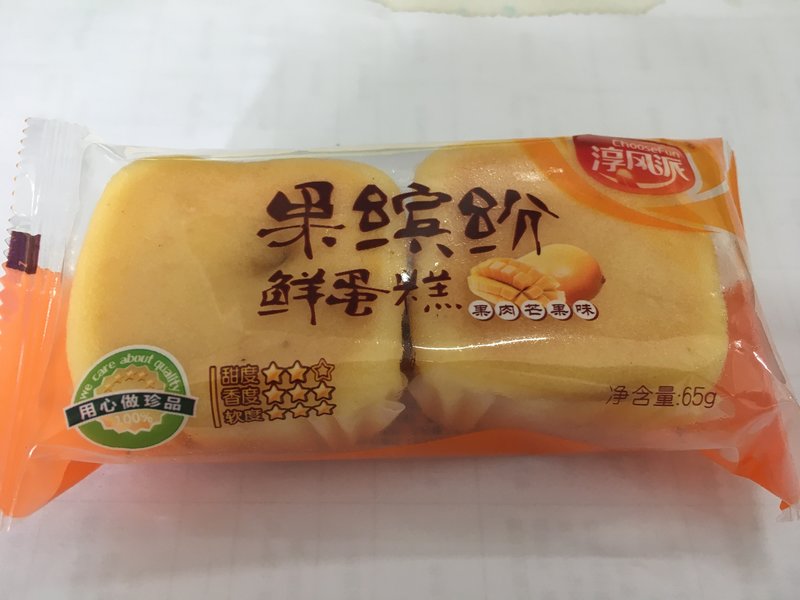 ChooseFun
淳风派
果缤纷
鲜蛋糕
果肉芒果味
we care about quality
用心做珍品
100%
甜度★★☆
香度★★★
软度★★★
净含量:65g